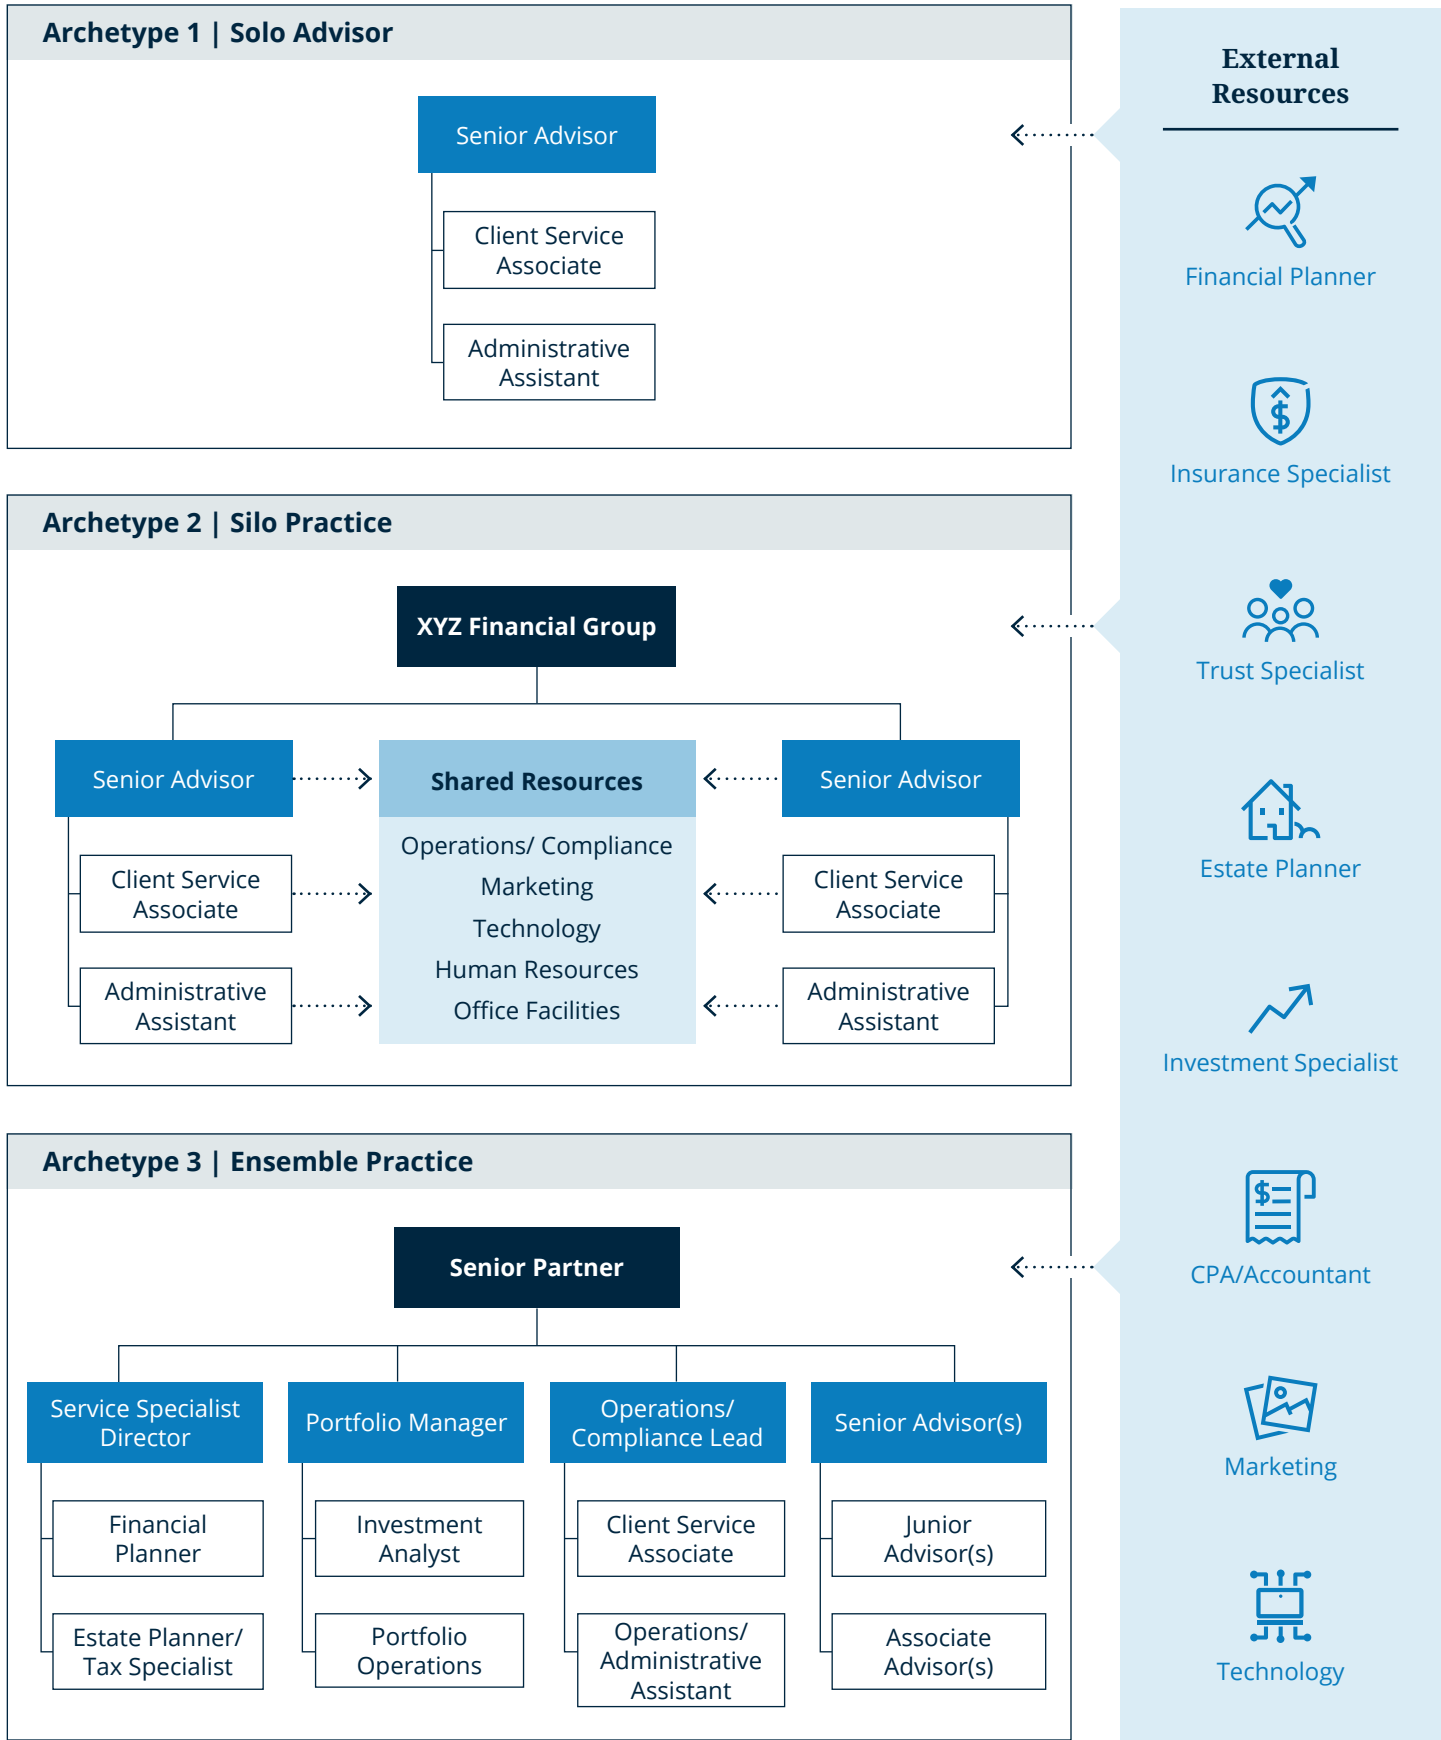 Archetype 1 | Solo Advisor
Senior Advisor
Client Service
Associate
Administrative
Assistant
Archetype 2 | Silo Practice
XYZ Financial Group
Senior Advisor
Client Service
Associate
Administrative
Assistant
Shared Resources
Operations/ Compliance
Marketing
Technology
Human Resources
Office Facilities
Senior Advisor
Client Service
Associate
Administrative
Assistant
Archetype 3 | Ensemble Practice
Senior Partner
Service Specialist
Director
Financial
Planner
Estate Planner/
Tax Specialist
Portfolio Manager
Investment
Analyst
Portfolio
Operations
Operations/
Compliance Lead
Client Service
Associate
Operations/
Administrative
Assistant
Senior Advisor(s)
Junior
Advisor(s)
Associate
Advisor(s)
External
Resources
Financial Planner
Insurance Specialist
Trust Specialist
Estate Planner
Investment Specialist
CPA/Accountant
Marketing
Technology